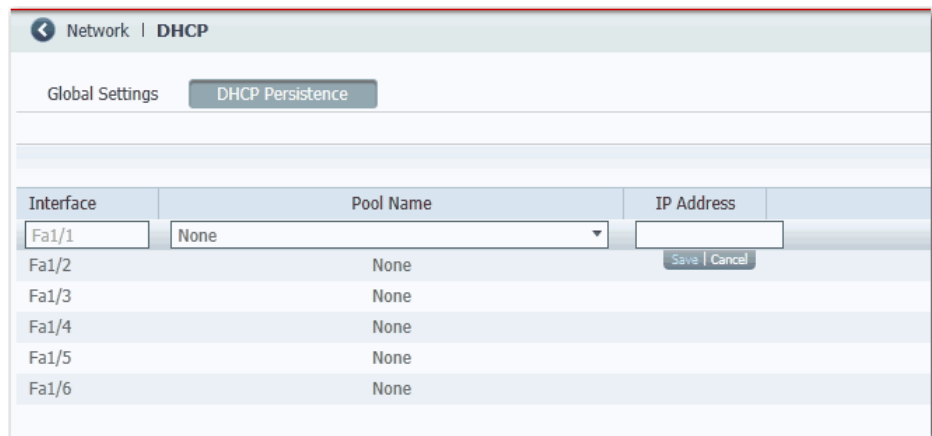 Network | DHCP
Global Settings DHCP Persistence
Interface Pool Name IP Address
Fa1/1 None
Save | Cancel
Fa1/2 None
Fa1/3 None
Fa1/4 None
Fa1/5 None
Fa1/6 None